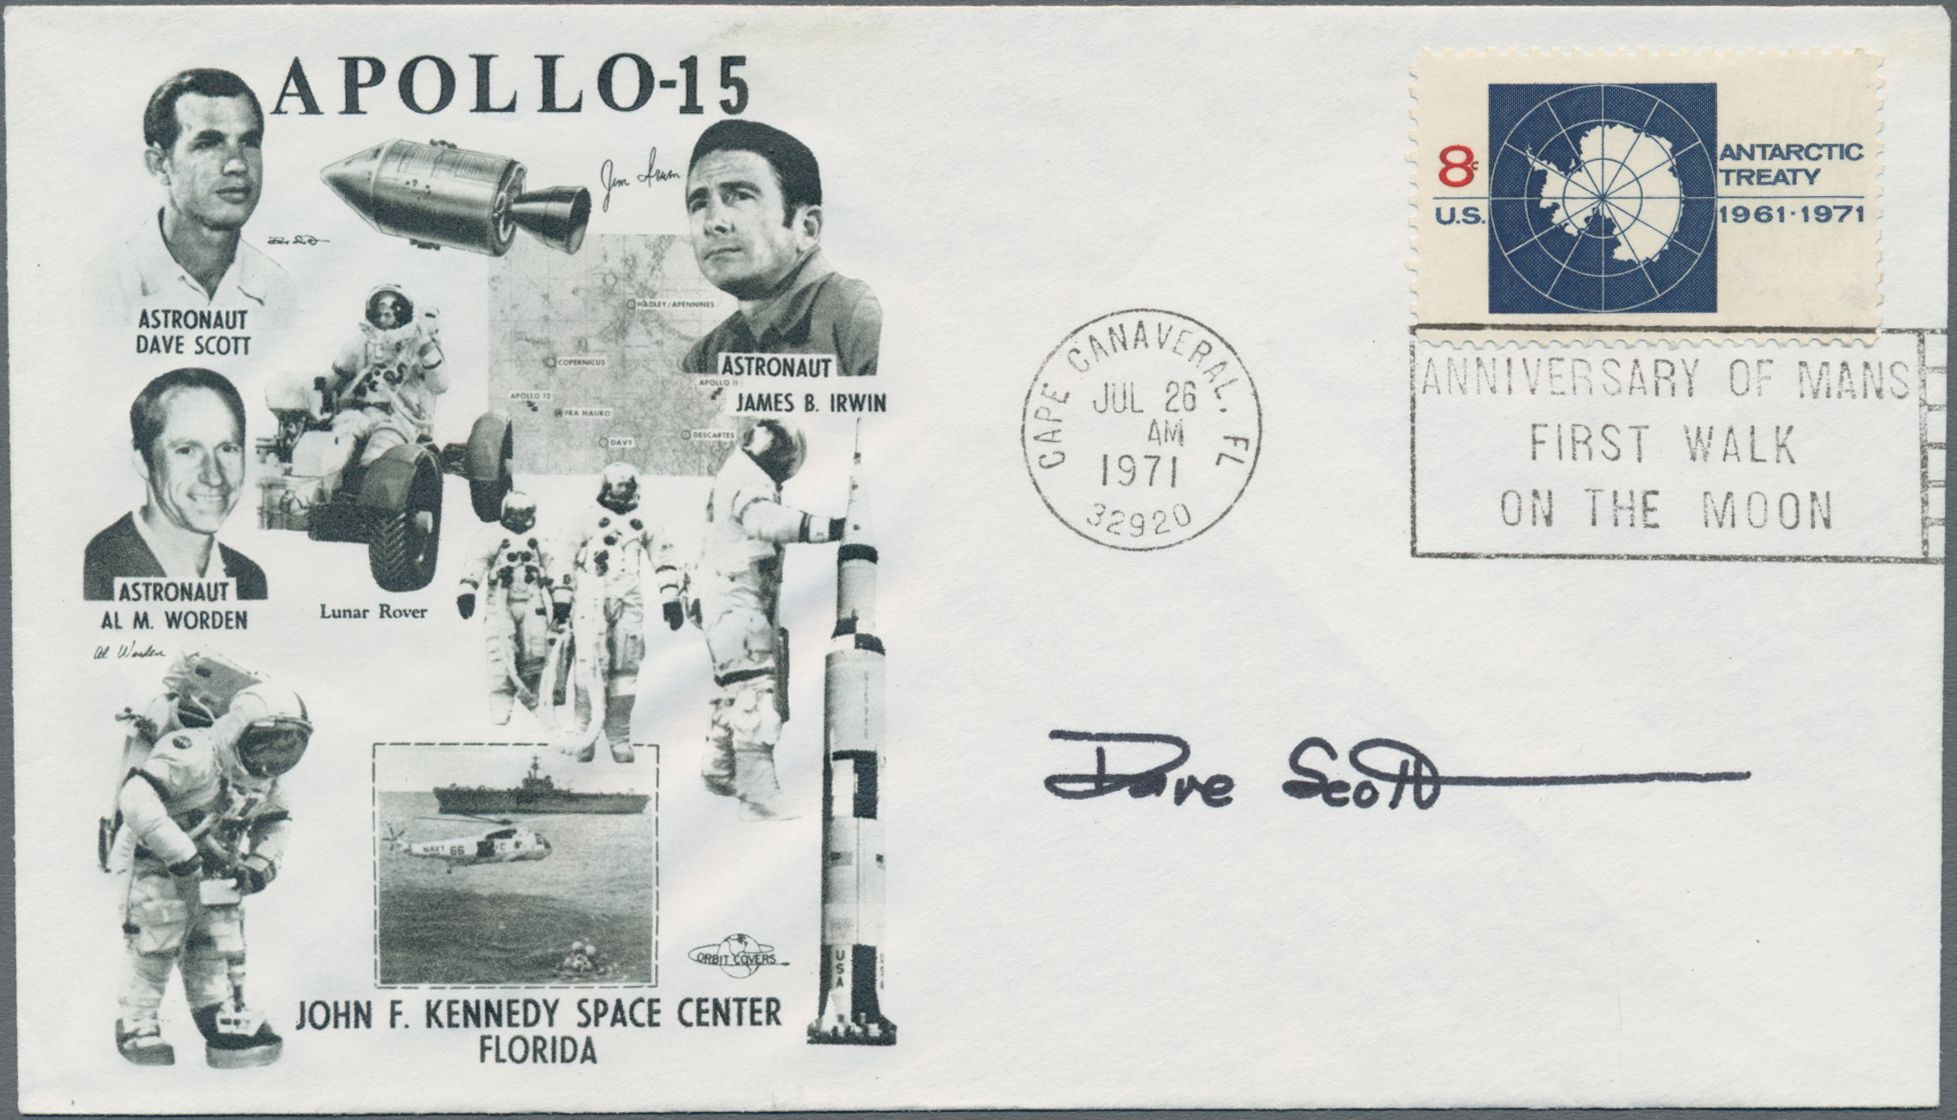 APOLLO-15
Jim Irwin
Dave Scott
ASTRONAUT
DAVE SCOTT
HADLEY/APENNINES
COPERNICUS
ASTRONAUT
JAMES B. IRWIN
APOLLO 11
APOLLO 12
FRA MAURO
DAVY
DESCARTES
ASTRONAUT
AL M. WORDEN
Al Worden
Lunar Rover
NAVY 66
ORBIT COVERS
USA
JOHN F. KENNEDY SPACE CENTER
FLORIDA
8c
U.S.
ANTARCTIC
TREATY
1961·1971
CAPE CANAVERAL, FL
JUL 26
AM
1971
32920
ANNIVERSARY OF MANS
FIRST WALK
ON THE MOON
Dave Scott